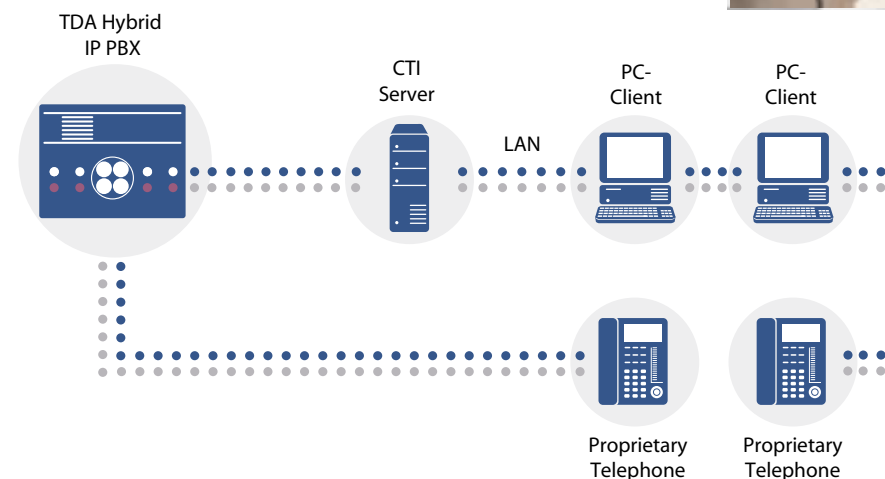 TDA Hybrid
IP PBX
CTI
Server
LAN
PC-
Client
PC-
Client
Proprietary
Telephone
Proprietary
Telephone